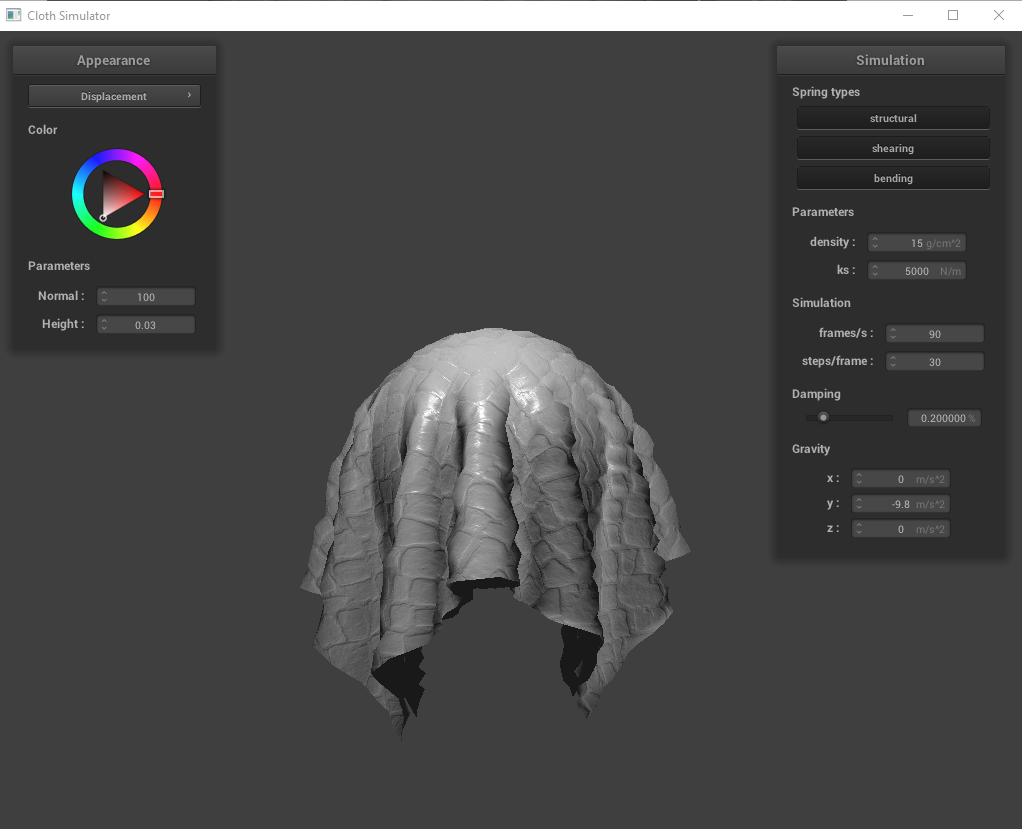 Cloth Simulator
Appearance
Displacement
Color
Parameters
Normal : 100
Height : 0.03
Simulation
Spring types
structural
shearing
bending
Parameters
density : 15 g/cm^2
ks : 5000 N/m
Simulation
frames/s : 90
steps/frame : 30
Damping
0.200000 %
Gravity
x : 0 m/s^2
y : -9.8 m/s^2
z : 0 m/s^2